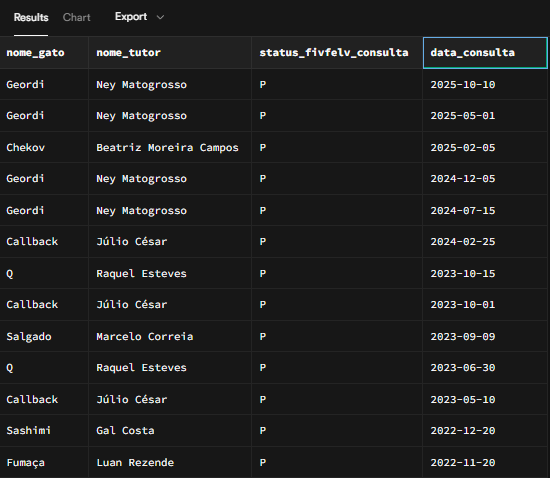 Results Chart Export
nome_gato nome_tutor status_fivfelv_consulta data_consulta
Geordi Ney Matogrosso P 2025-10-10
Geordi Ney Matogrosso P 2025-05-01
Chekov Beatriz Moreira Campos P 2025-02-05
Geordi Ney Matogrosso P 2024-12-05
Geordi Ney Matogrosso P 2024-07-15
Callback Júlio César P 2024-02-25
Q Raquel Esteves P 2023-10-15
Callback Júlio César P 2023-10-01
Salgado Marcelo Correia P 2023-09-09
Q Raquel Esteves P 2023-06-30
Callback Júlio César P 2023-05-10
Sashimi Gal Costa P 2022-12-20
Fumaça Luan Rezende P 2022-11-20